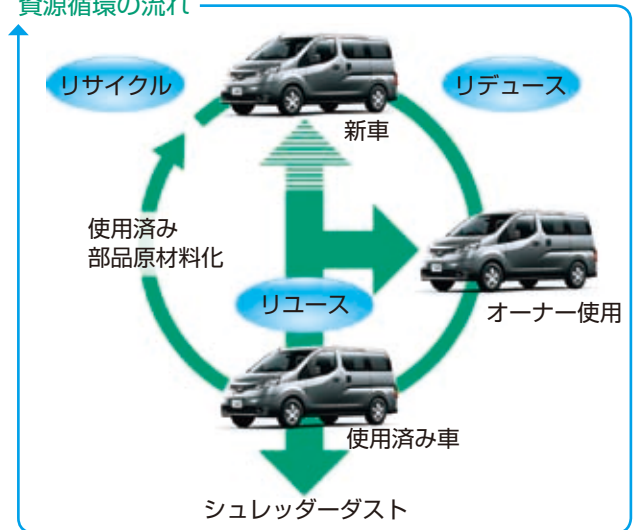 資源循環の流れ
リサイクル
リデュース
新車
使用済み
部品原材料化
リユース
オーナー使用
使用済み車
シュレッダーダスト